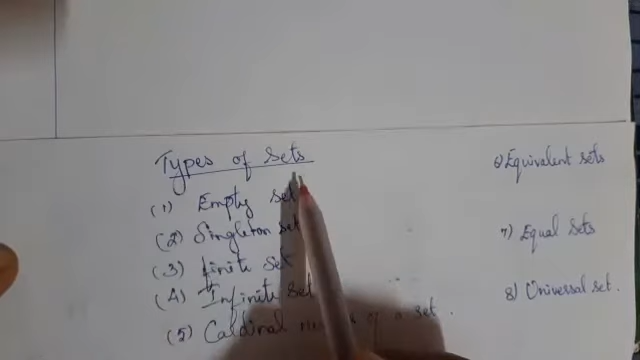 Types of Sets
(1) Empty set
(2) Singleton set
(3) finite set
(4) Infinite set
(5) Cardinal of a set.
6) Equivalent sets
7) Equal Sets
8) Universal set.